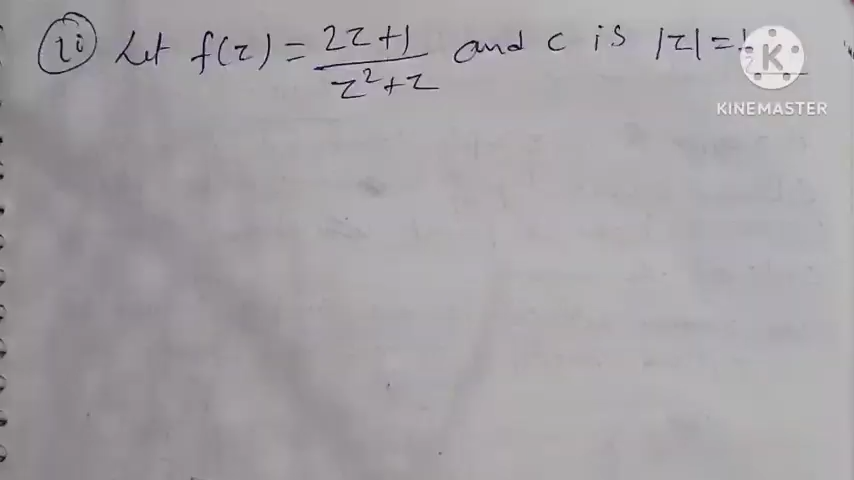 (ii) Let f(z) = 2z+1 / z²+z and c is |z| =
K
KINEMASTER